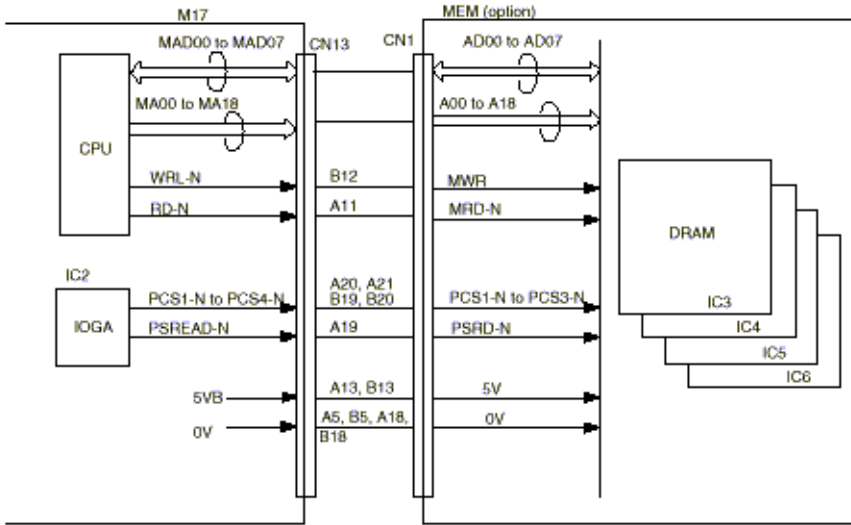 M17
MEM (option)
MAD00 to MAD07
CN13
CN1
AD00 to AD07
MA00 to MA18
A00 to A18
CPU
WRL-N
B12
MWR
RD-N
A11
MRD-N
DRAM
IC2
PCS1-N to PCS4-N
A20, A21
B19, B20
PCS1-N to PCS3-N
IC3
IOGA
PSREAD-N
A19
PSRD-N
IC4
IC5
IC6
5VB
A13, B13
5V
0V
A5, B5, A18,
B18
0V